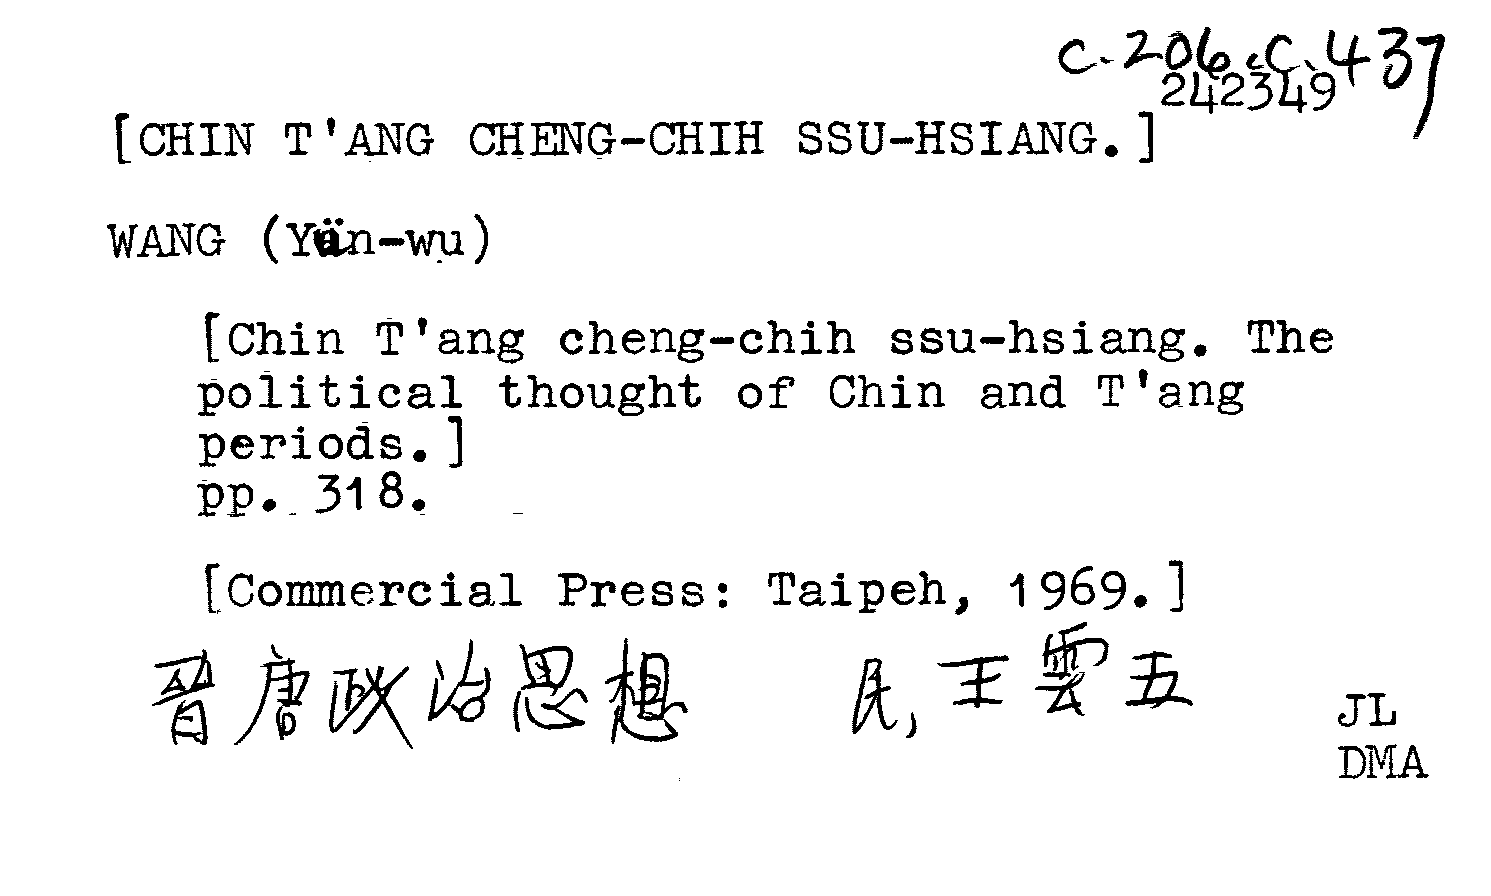 c.206.c.437
242349
[CHIN T'ANG CHENG-CHIH SSU-HSIANG.]
WANG (Yün-wu)
[Chin T'ang cheng-chih ssu-hsiang. The
political thought of Chin and T'ang
periods.]
pp. 318.
[Commercial Press: Taipeh, 1969.]
晋唐政治思想 民, 王雲五
JL
DMA